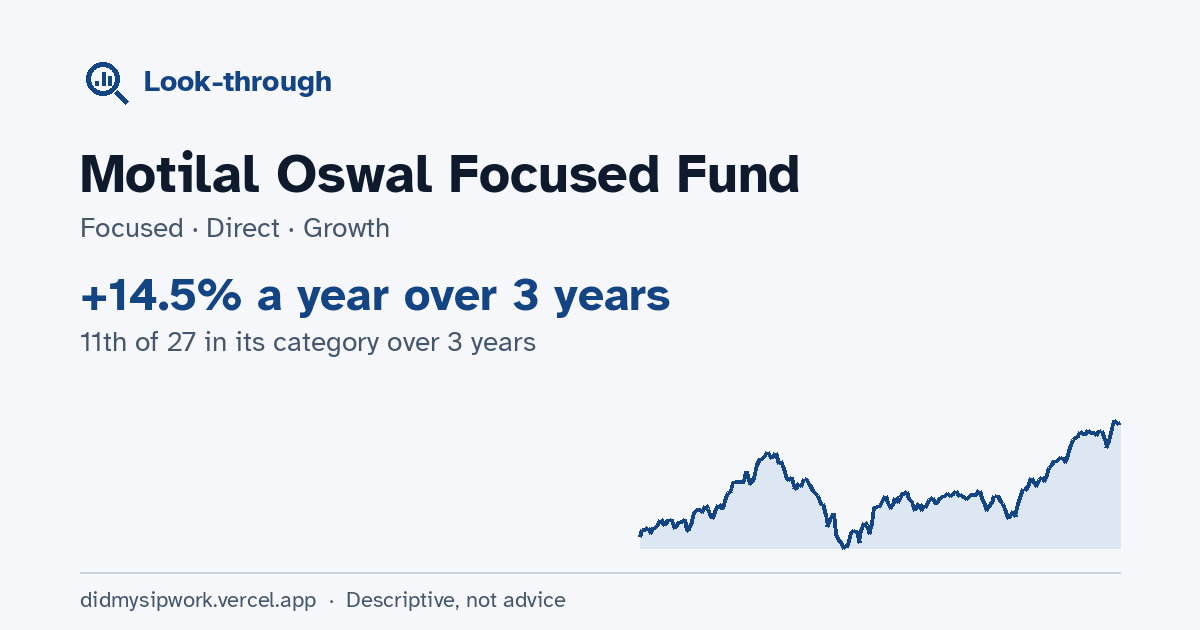 Look-through
Motilal Oswal Focused Fund
Focused · Direct · Growth
+14.5% a year over 3 years
11th of 27 in its category over 3 years
didmysipwork.vercel.app · Descriptive, not advice